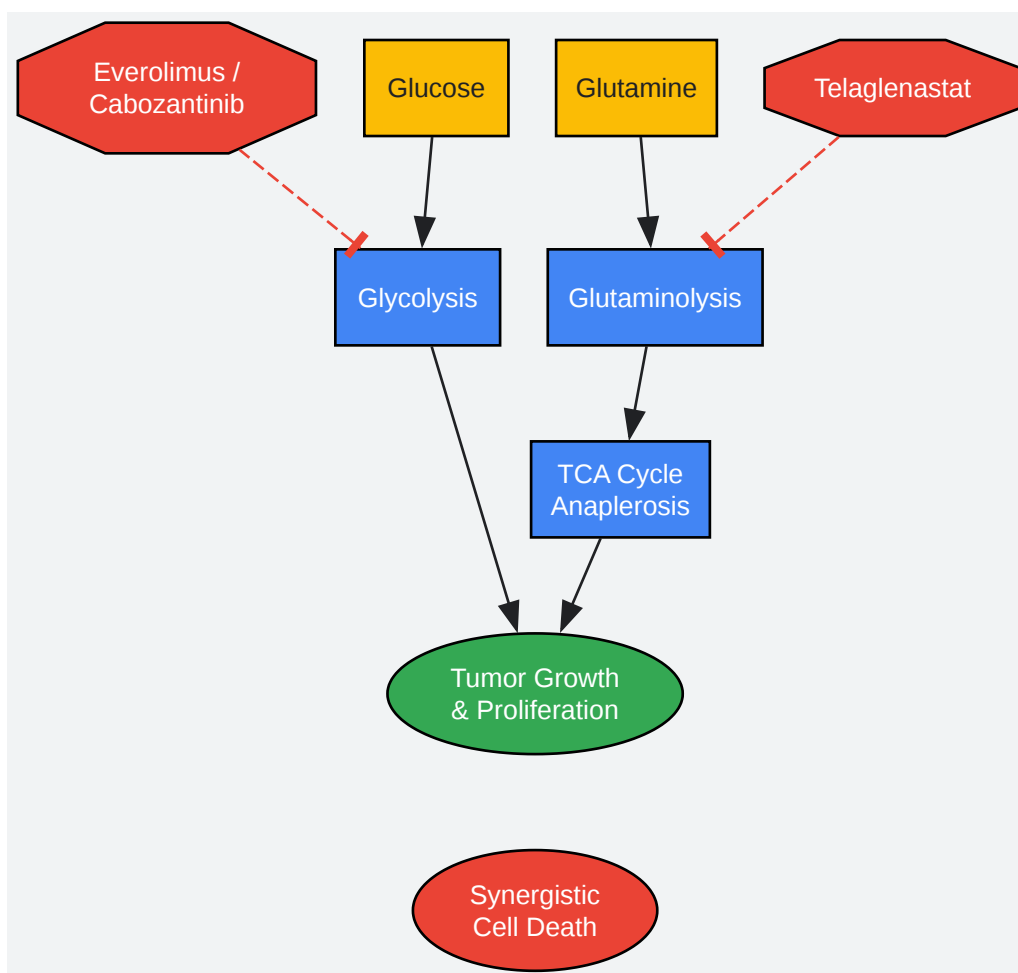 Everolimus /
Cabozantinib
Glucose
Glutamine
Telaglenastat
Glycolysis
Glutaminolysis
TCA Cycle
Anaplerosis
Tumor Growth
& Proliferation
Synergistic
Cell Death